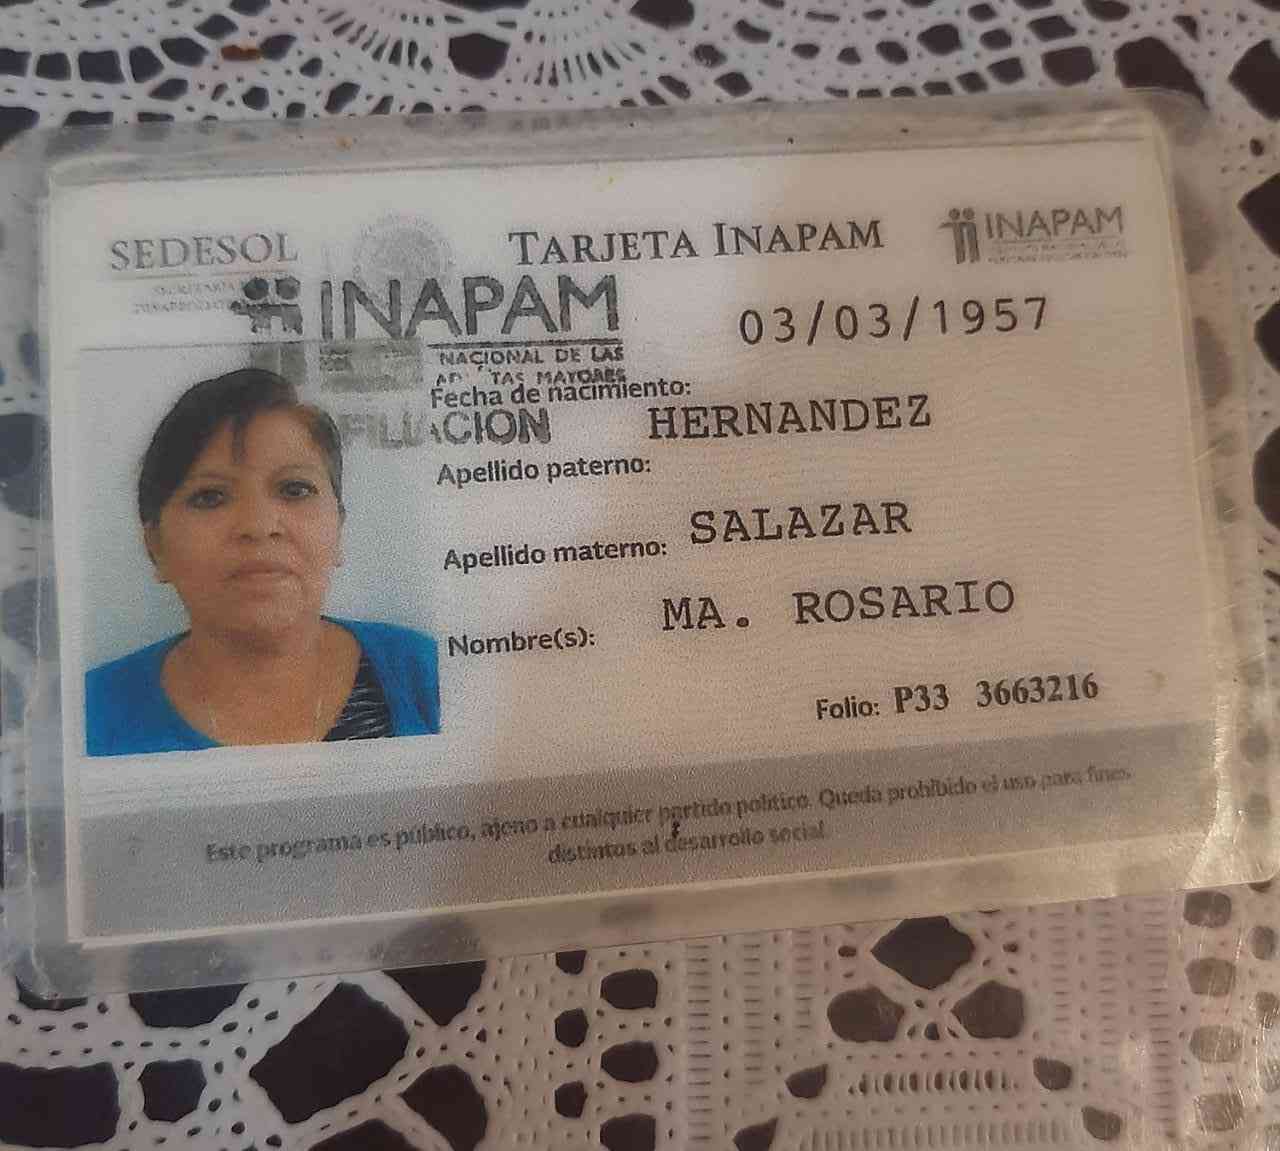 SEDESOL
TARJETA INAPAM
INAPAM
INAPAM
03/03/1957
NACIONAL DE LAS
MAYORES
Fecha de nacimiento:
FILIACION
HERNANDEZ
Apellido paterno:
SALAZAR
Apellido materno:
MA. ROSARIO
Nombre(s):
Folio: P33 3663216
Este programa es público, ajeno a cualquier partido político. Queda prohibido el uso para fines
distintos al desarrollo social